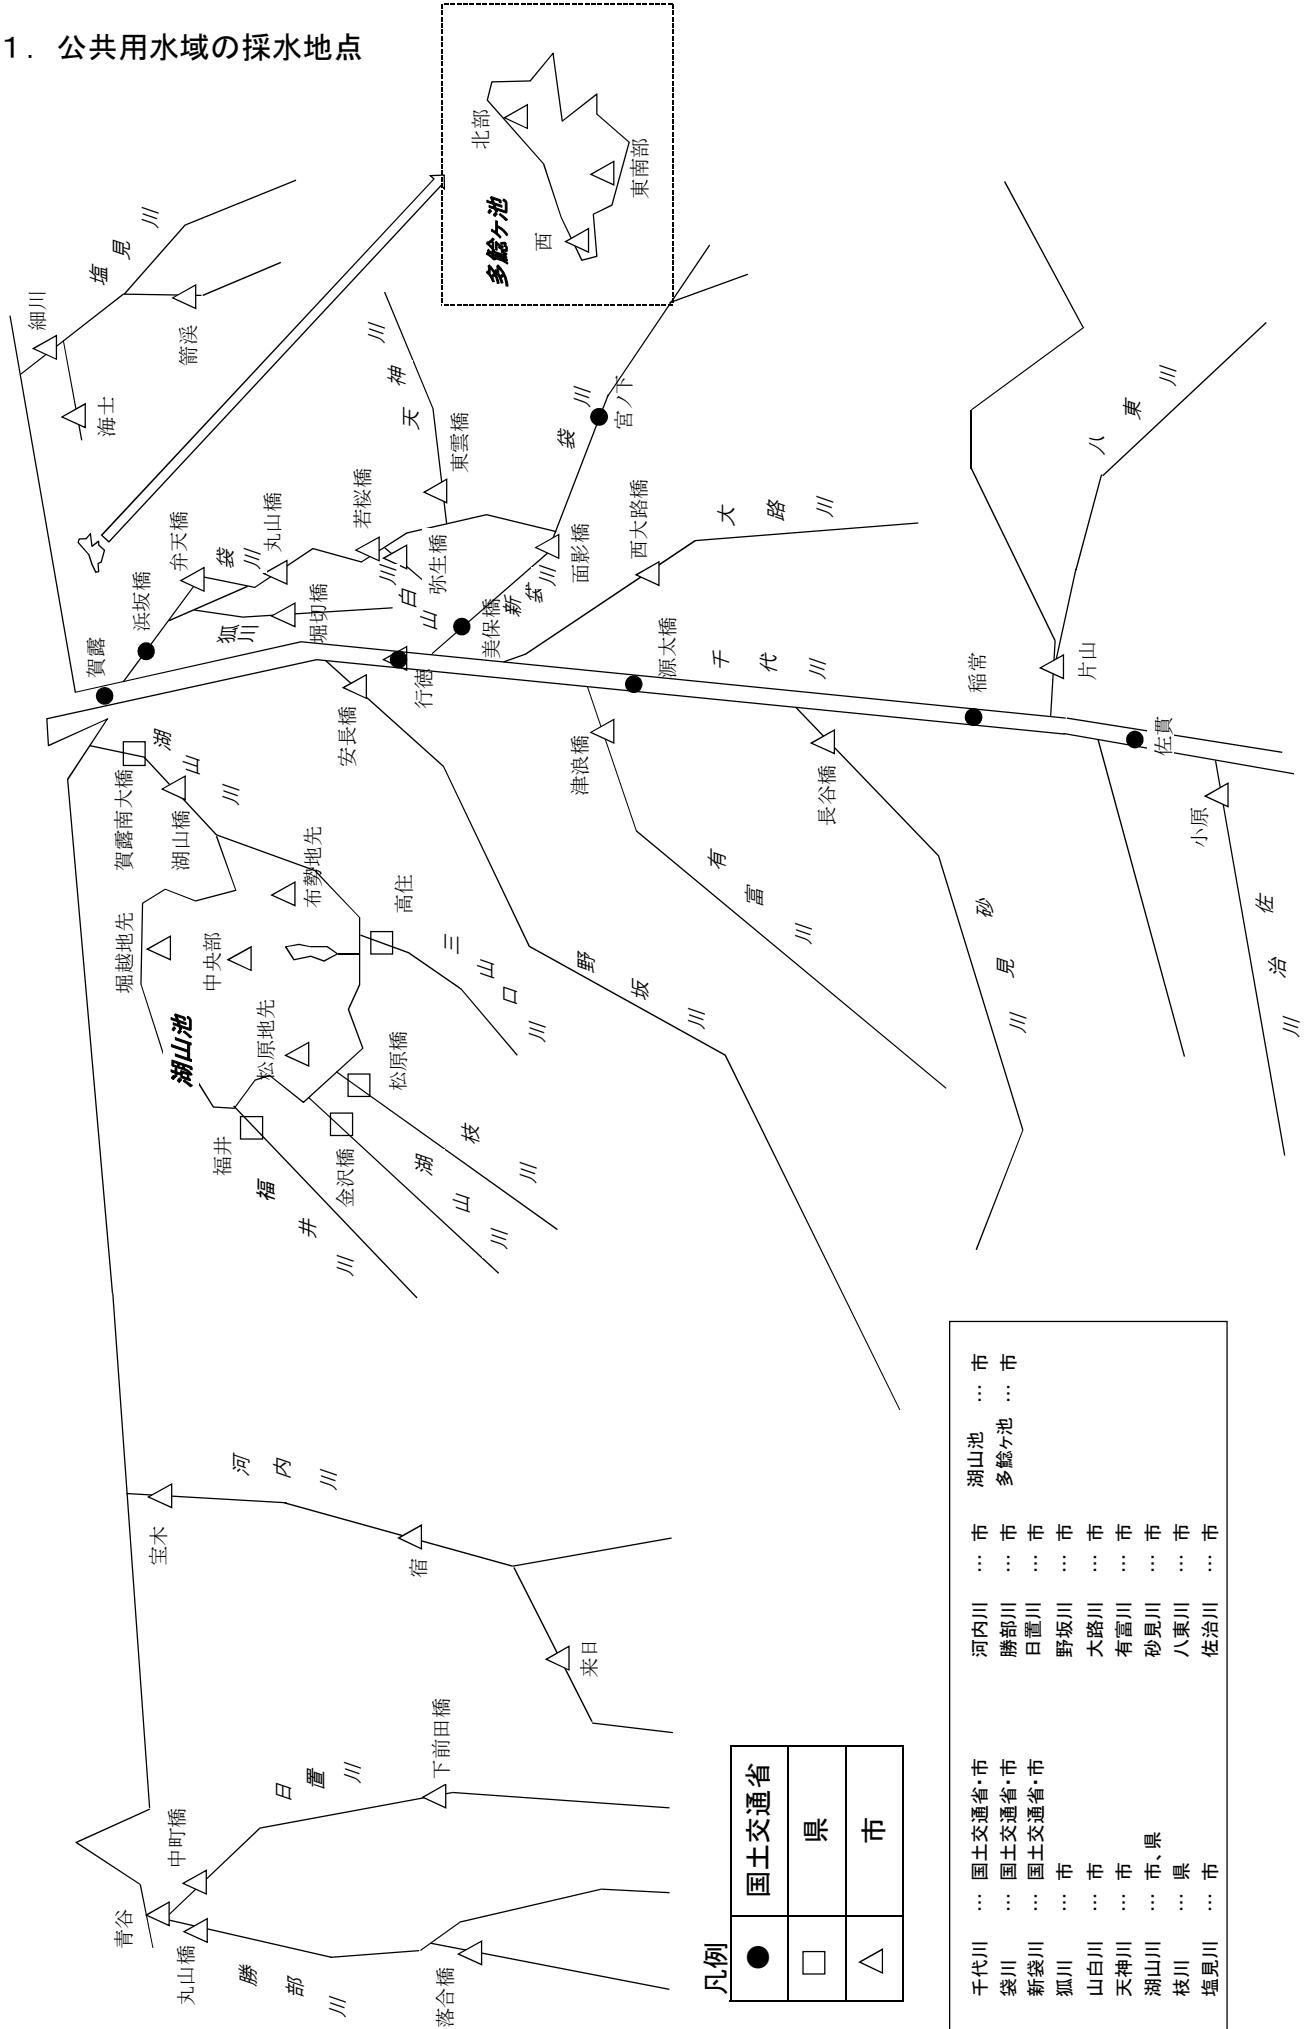 1. 公共用水域の採水地点
北部
東南部
西
多鯰ヶ池
細川
塩見川
海士
箭渓
賀露
浜坂橋
弁天橋
袋川
丸山橋
若桜橋
天神川
東雲橋
狐川
堀切橋
山白川
弥生橋
美保橋
新袋川
面影橋
袋川
宮ノ下
西大路橋
大路川
行徳
安長橋
源太橋
千代川
稲常
片山
八東川
佐貫
津浪橋
有富川
長谷橋
砂見川
小原
佐治川
賀露南大橋
湖山川
湖山橋
布勢地先
堀越地先
中央部
高住
三山口川
野坂川
湖山池
松原地先
松原橋
福井
金沢橋
福井川
湖山川
枝川
宝木
河内川
宿
来日
青谷
中町橋
日置川
下前田橋
丸山橋
勝部川
落合橋
凡例
● 国土交通省
□ 県
△ 市
千代川 … 国土交通省・市
袋川 … 国土交通省・市
新袋川 … 国土交通省・市
狐川 … 市
山白川 … 市
天神川 … 市
湖山川 … 市、県
枝川 … 県
塩見川 … 市
河内川 … 市
勝部川 … 市
日置川 … 市
野坂川 … 市
大路川 … 市
有富川 … 市
砂見川 … 市
八東川 … 市
佐治川 … 市
湖山池 … 市
多鯰ヶ池 … 市